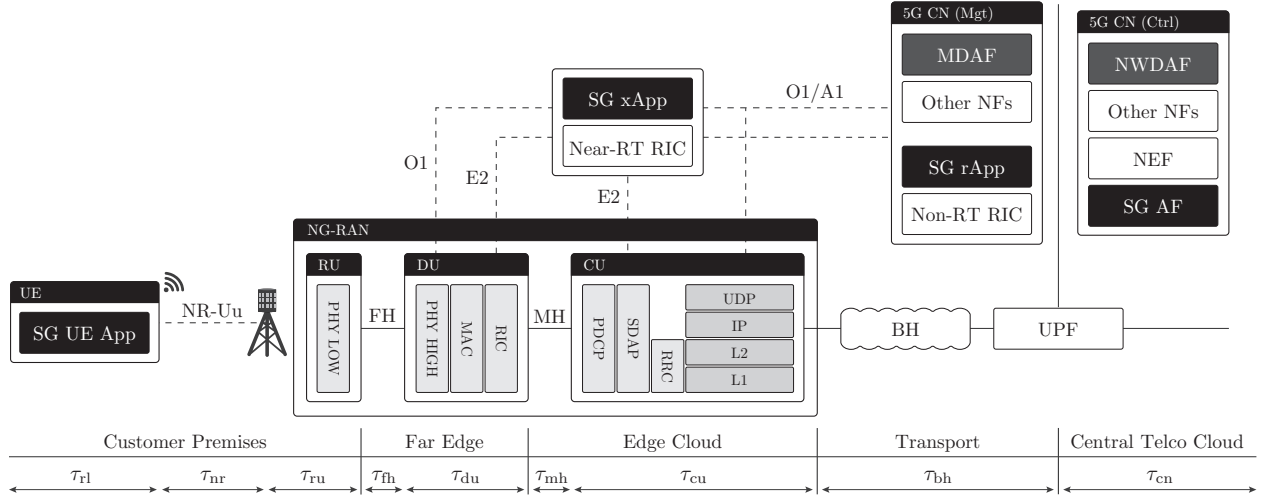 5G CN (Mgt)
MDAF
Other NFs
SG rApp
Non-RT RIC
5G CN (Ctrl)
NWDAF
Other NFs
NEF
SG AF
SG xApp
Near-RT RIC
O1/A1
O1
E2
E2
NG-RAN
RU
PHY LOW
FH
DU
PHY HIGH
MAC
RIC
MH
CU
PDCP
SDAP
RRC
UDP
IP
L2
L1
UE
SG UE App
NR-Uu
BH
UPF
Customer Premises
Far Edge
Edge Cloud
Transport
Central Telco Cloud
τrl
τnr
τru
τfh
τdu
τmh
τcu
τbh
τcn